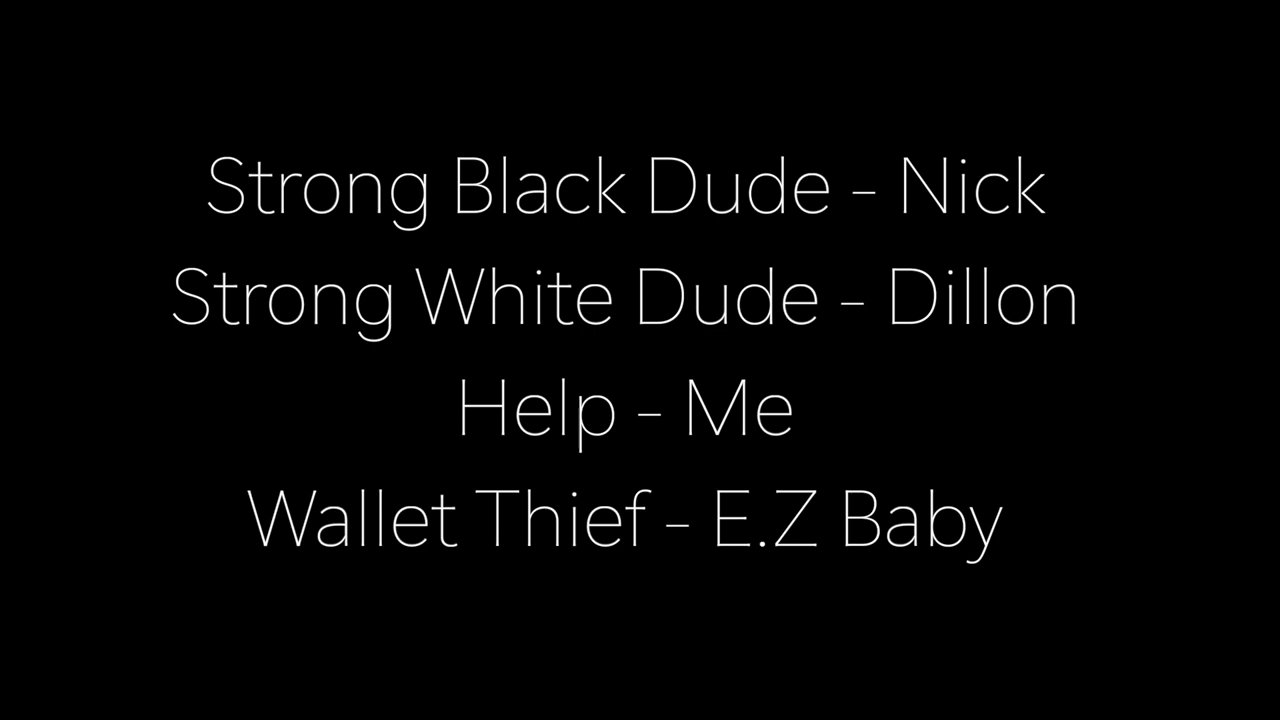 Strong Black Dude - Nick
Strong White Dude - Dillon
Help - Me
Wallet Thief - E.Z Baby